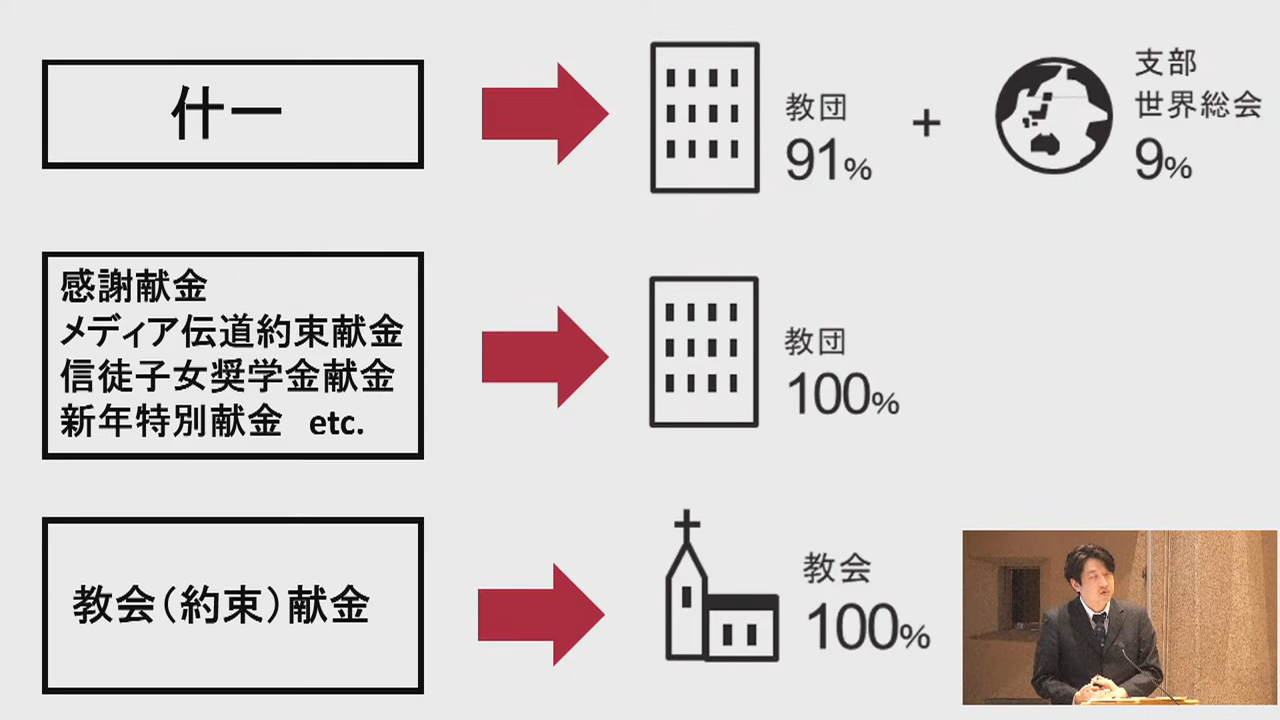 什一
教団
91%
+
支部
世界総会
9%
感謝献金
メディア伝道約束献金
信徒子女奨学金献金
新年特別献金 etc.
教団
100%
教会(約束)献金
教会
100%